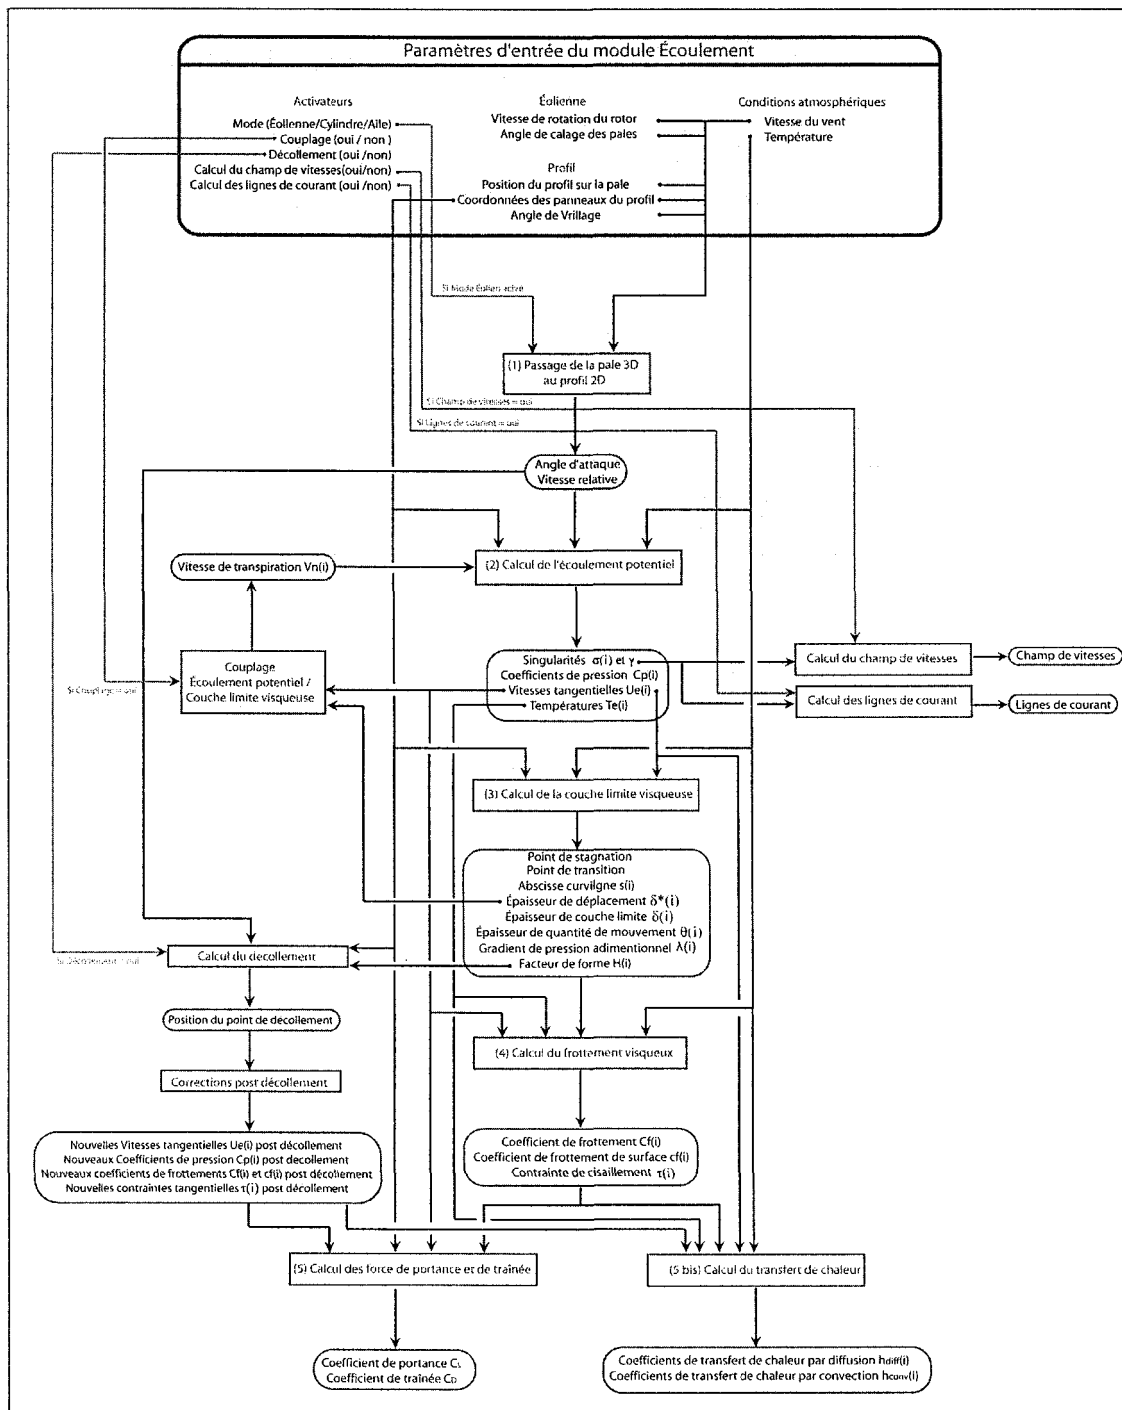 Paramètres d'entrée du module Écoulement
Activateurs
Mode (Éolienne/Cylindre/Aile)
Couplage (oui / non )
Décollement (oui/non)
Calcul du champ de vitesses(oui/non)
Calcul des lignes de courant (oui/non)
Éolienne
Vitesse de rotation du rotor
Angle de calage des pales
Profil
Position du profil sur la pale
Coordonnées des panneaux du profil
Angle de Vrillage
Conditions atmosphériques
Vitesse du vent
Température
Si Mode Éolien activé
(1) Passage de la pale 3D
au profil 2D
Si Champ de vitesses = oui
Si Lignes de courant = oui
Angle d'attaque
Vitesse relative
Vitesse de transpiration Vn(i)
(2) Calcul de l'écoulement potentiel
Couplage
Écoulement potentiel /
Couche limite visqueuse
Si Couplage = oui
Singularités σ(i) et γ
Coefficients de pression Cp(i)
Vitesses tangentielles Ue(i)
Températures Te(i)
Calcul du champ de vitesses
Champ de vitesses
Calcul des lignes de courant
Lignes de courant
(3) Calcul de la couche limite visqueuse
Point de stagnation
Point de transition
Abscisse curviligne s(i)
Épaisseur de déplacement δ*(i)
Épaisseur de couche limite δ(i)
Épaisseur de quantité de mouvement θ(i)
Gradient de pression adimentionnel λ(i)
Facteur de forme H(i)
Si Décollement = oui
Calcul du decollement
Position du point de decollement
Corrections post décollement
(4) Calcul du frottement visqueux
Nouvelles Vitesses tangentielles Ue(i) post décollement
Nouveaux Coefficients de pression Cp(i) post decollement
Nouveaux coefficients de frottements Cf(i) et cf(i) post décollement
Nouvelles contraintes tangentielles τ(i) post décollement
Coefficient de frottement Cf(i)
Coefficient de frottement de surface cf(i)
Contrainte de cisaillement τ(i)
(5) Calcul des force de portance et de traînée
(5 bis) Calcul du transfert de chaleur
Coefficient de portance CL
Coefficient de traînée CD
Coefficients de transfert de chaleur par diffusion hdiff(i)
Coefficients de transfert de chaleur par convection hconv(i)